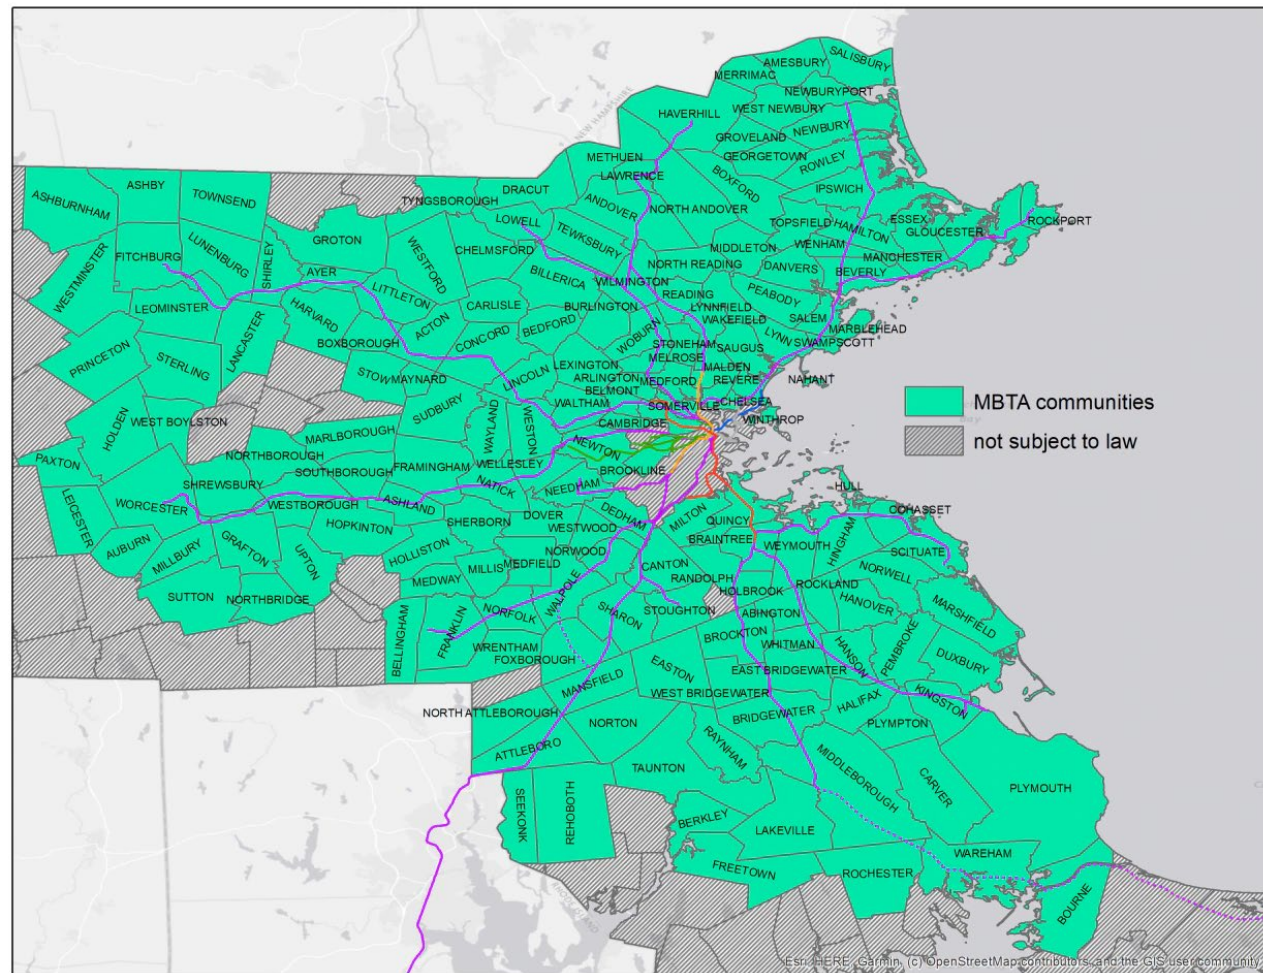 SALISBURY
AMESBURY
MERRIMAC
NEWBURYPORT
HAVERHILL
WEST NEWBURY
NEW HAMPSHIRE
GROVELAND
NEWBURY
METHUEN
GEORGETOWN
ROWLEY
LAWRENCE
BOXFORD
ASHBURNHAM
ASHBY
TOWNSEND
TYNGSBOROUGH
DRACUT
ANDOVER
IPSWICH
NORTH ANDOVER
ROCKPORT
LOWELL
TEWKSBURY
TOPSFIELD
HAMILTON
ESSEX
GLOUCESTER
GROTON
WESTFORD
CHELMSFORD
MIDDLETON
WENHAM
MANCHESTER
LUNENBURG
SHIRLEY
FITCHBURG
WESTMINSTER
AYER
BILLERICA
NORTH READING
DANVERS
BEVERLY
LITTLETON
WILMINGTON
READING
PEABODY
LEOMINSTER
HARVARD
CARLISLE
BURLINGTON
LYNNFIELD
SALEM
ACTON
BEDFORD
WAKEFIELD
MARBLEHEAD
LANCASTER
BOXBOROUGH
CONCORD
WOBURN
STONEHAM
SAUGUS
LYNN
SWAMPSCOTT
PRINCETON
STERLING
STOW
MAYNARD
LINCOLN
LEXINGTON
MELROSE
MALDEN
NAHANT
ARLINGTON
MEDFORD
REVERE
BELMONT
SUDBURY
WALTHAM
SOMERVILLE
CHELSEA
MBTA communities
HOLDEN
WEST BOYLSTON
WAYLAND
WESTON
CAMBRIDGE
WINTHROP
MARLBOROUGH
NEWTON
not subject to law
PAXTON
NORTHBOROUGH
SOUTHBOROUGH
FRAMINGHAM
WELLESLEY
BROOKLINE
SHREWSBURY
NATICK
NEEDHAM
HULL
LEICESTER
WORCESTER
WESTBOROUGH
ASHLAND
DOVER
DEDHAM
MILTON
COHASSET
HOPKINTON
SHERBORN
WESTWOOD
QUINCY
AUBURN
GRAFTON
HOLLISTON
NORWOOD
BRAINTREE
WEYMOUTH
HINGHAM
SCITUATE
MILLBURY
UPTON
MEDWAY
MILLIS
MEDFIELD
CANTON
NORWELL
RANDOLPH
ROCKLAND
SUTTON
NORTHBRIDGE
WALPOLE
HOLBROOK
HANOVER
MARSHFIELD
BELLINGHAM
FRANKLIN
NORFOLK
SHARON
STOUGHTON
ABINGTON
BROCKTON
WHITMAN
HANSON
PEMBROKE
WRENTHAM
FOXBOROUGH
DUXBURY
EASTON
EAST BRIDGEWATER
MANSFIELD
WEST BRIDGEWATER
HALIFAX
KINGSTON
NORTH ATTLEBOROUGH
NORTON
BRIDGEWATER
PLYMPTON
ATTLEBORO
RAYNHAM
TAUNTON
MIDDLEBOROUGH
CARVER
PLYMOUTH
SEEKONK
REHOBOTH
BERKLEY
LAKEVILLE
WAREHAM
FREETOWN
ROCHESTER
BOURNE
Esri, HERE, Garmin, (c) OpenStreetMap contributors, and the GIS user community